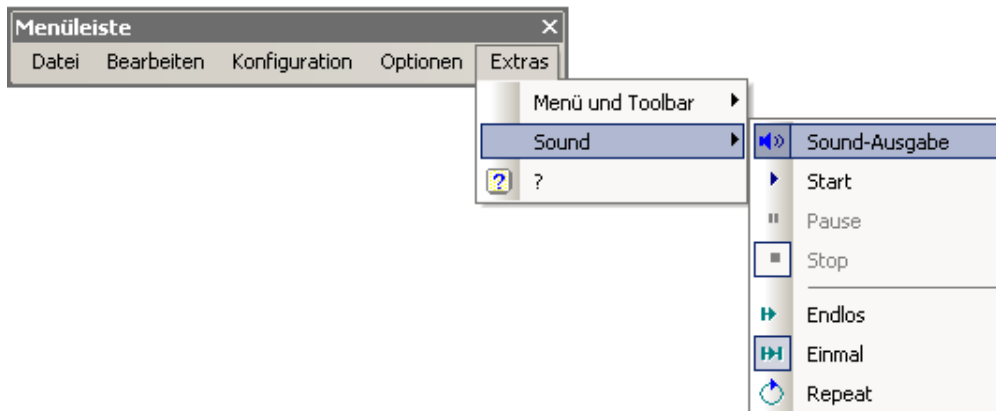 Menüleiste
Datei Bearbeiten Konfiguration Optionen Extras
Menü und Toolbar
Sound
?
Sound-Ausgabe
Start
Pause
Stop
Endlos
Einmal
Repeat